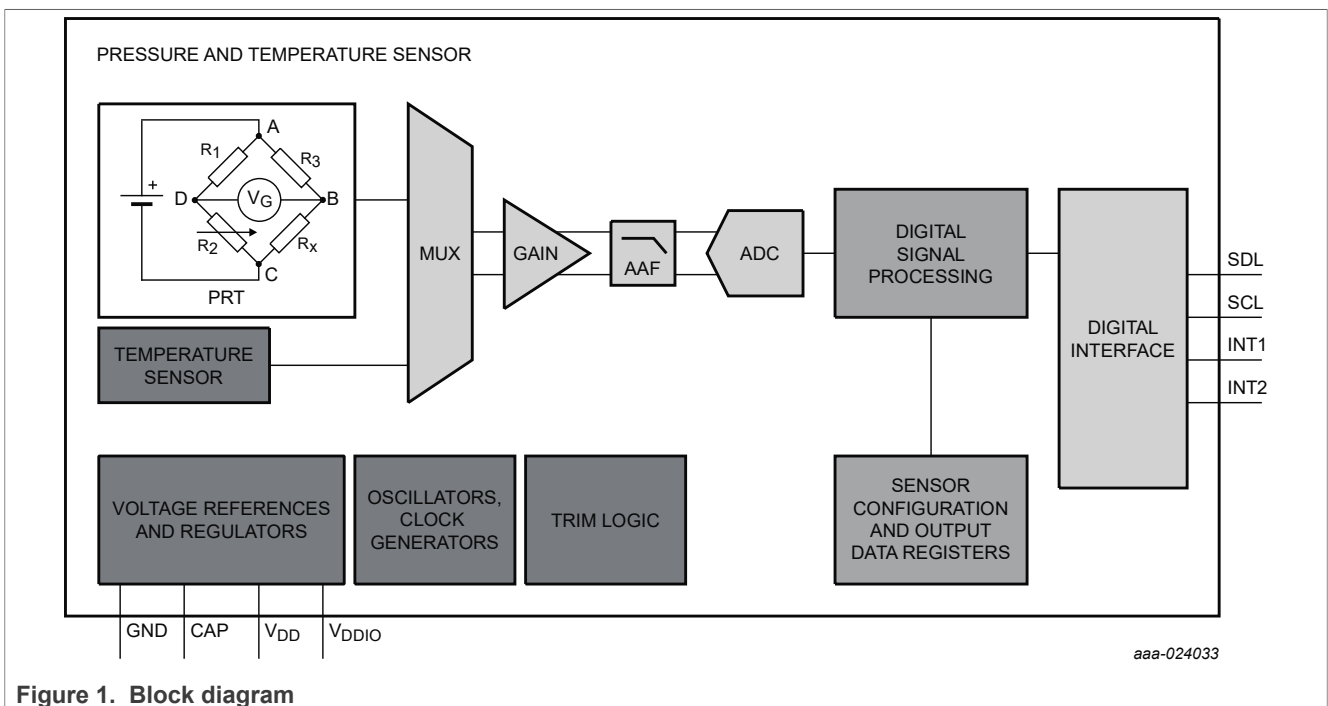 PRESSURE AND TEMPERATURE SENSOR
A
R1
R3
+
D
VG
B
R2
Rx
C
PRT
TEMPERATURE
SENSOR
MUX
GAIN
AAF
ADC
DIGITAL
SIGNAL
PROCESSING
DIGITAL
INTERFACE
SDL
SCL
INT1
INT2
VOLTAGE REFERENCES
AND REGULATORS
OSCILLATORS,
CLOCK
GENERATORS
TRIM LOGIC
SENSOR
CONFIGURATION
AND OUTPUT
DATA REGISTERS
GND
CAP
VDD
VDDIO
aaa-024033
Figure 1. Block diagram